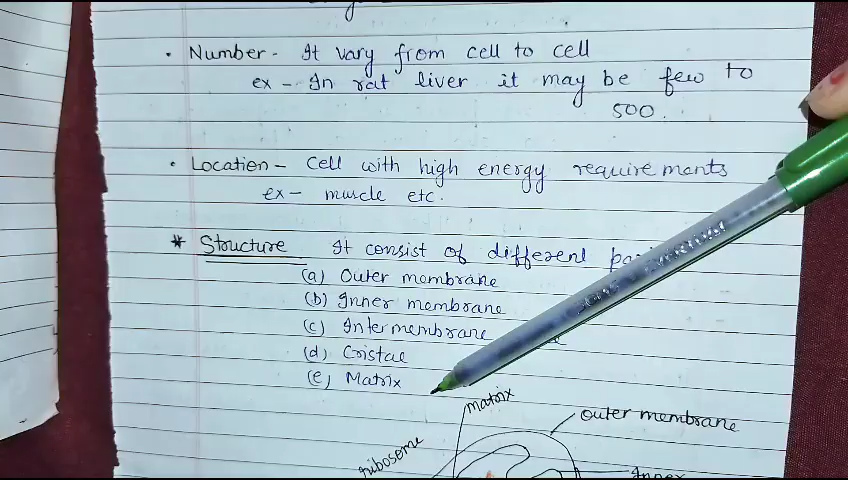 • Number - It vary from cell to cell
ex - In rat liver it may be few to
500.
• Location - Cell with high energy requirements
ex - muscle etc.
* Structure It consist of different
(a) Outer membrane
(b) Inner membrane
(c) Intermembrane
(d) Cristae
(e) Matrix
matrix
outer membrane
ribosome
Inner